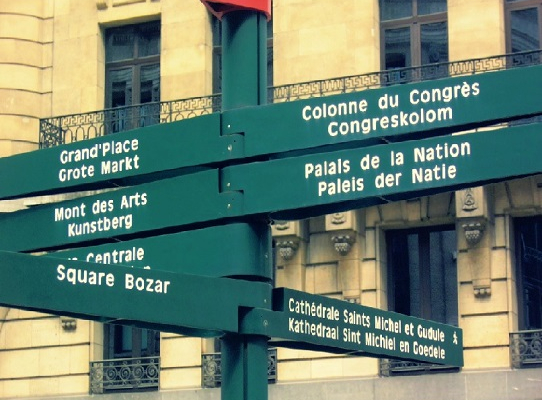 Grand'Place
Grote Markt
Colonne du Congrès
Congreskolom
Mont des Arts
Kunstberg
Palais de la Nation
Paleis der Natie
Centrale
Square Bozar
Cathédrale Saints Michel et Gudule
Kathedraal Sint Michiel en Goedele